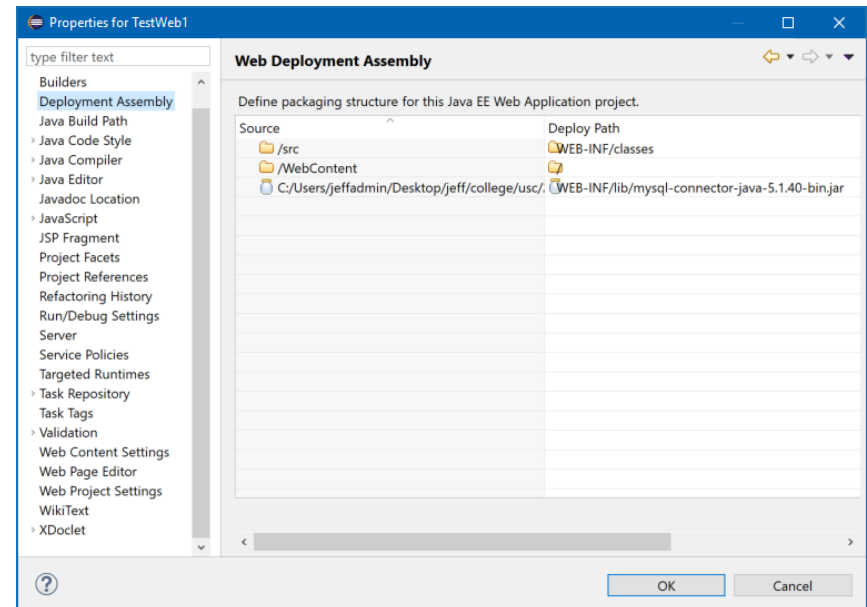 Properties for TestWeb1
type filter text
Builders
Deployment Assembly
Java Build Path
Java Code Style
Java Compiler
Java Editor
Javadoc Location
JavaScript
JSP Fragment
Project Facets
Project References
Refactoring History
Run/Debug Settings
Server
Service Policies
Targeted Runtimes
Task Repository
Task Tags
Validation
Web Content Settings
Web Page Editor
Web Project Settings
WikiText
XDoclet
Web Deployment Assembly
Define packaging structure for this Java EE Web Application project.
Source Deploy Path
/src WEB-INF/classes
/WebContent /
C:/Users/jeffadmin/Desktop/jeff/college/usc/ WEB-INF/lib/mysql-connector-java-5.1.40-bin.jar
? OK Cancel